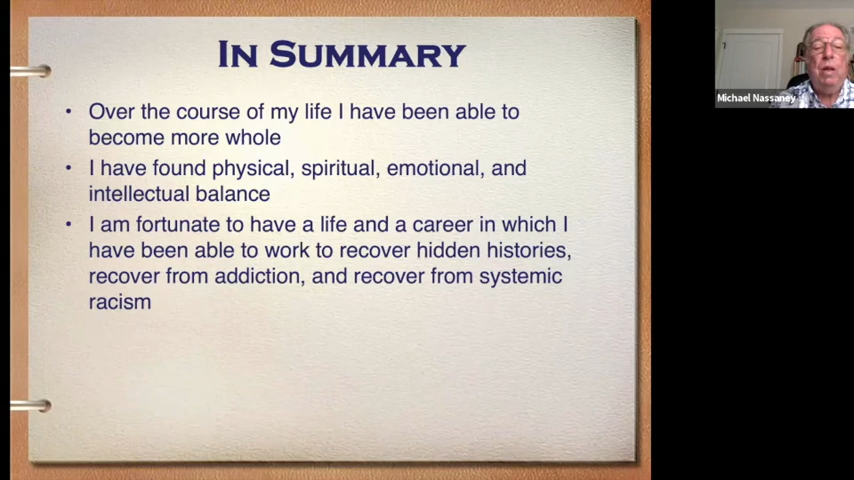 IN SUMMARY
• Over the course of my life I have been able to
become more whole
• I have found physical, spiritual, emotional, and
intellectual balance
• I am fortunate to have a life and a career in which I
have been able to work to recover hidden histories,
recover from addiction, and recover from systemic
racism
Michael Nassaney